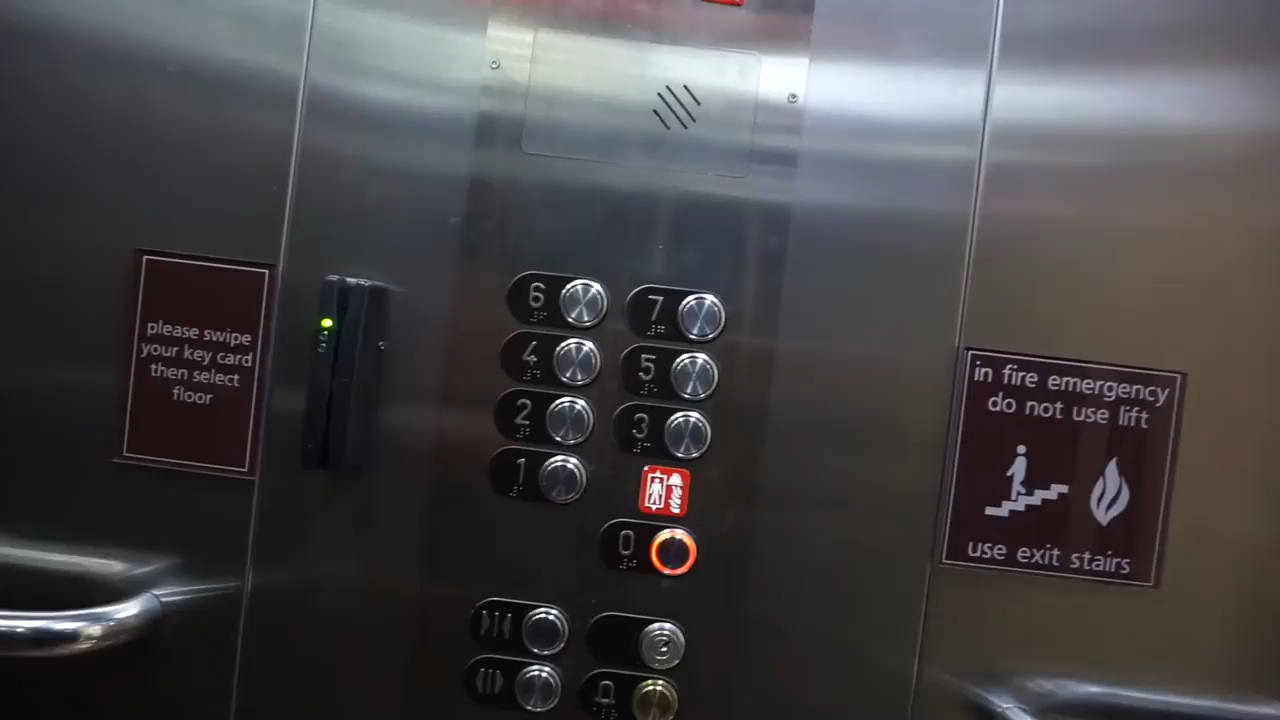 please swipe
your key card
then select
floor
6 7
4 5
2 3
1
0
in fire emergency
do not use lift
use exit stairs